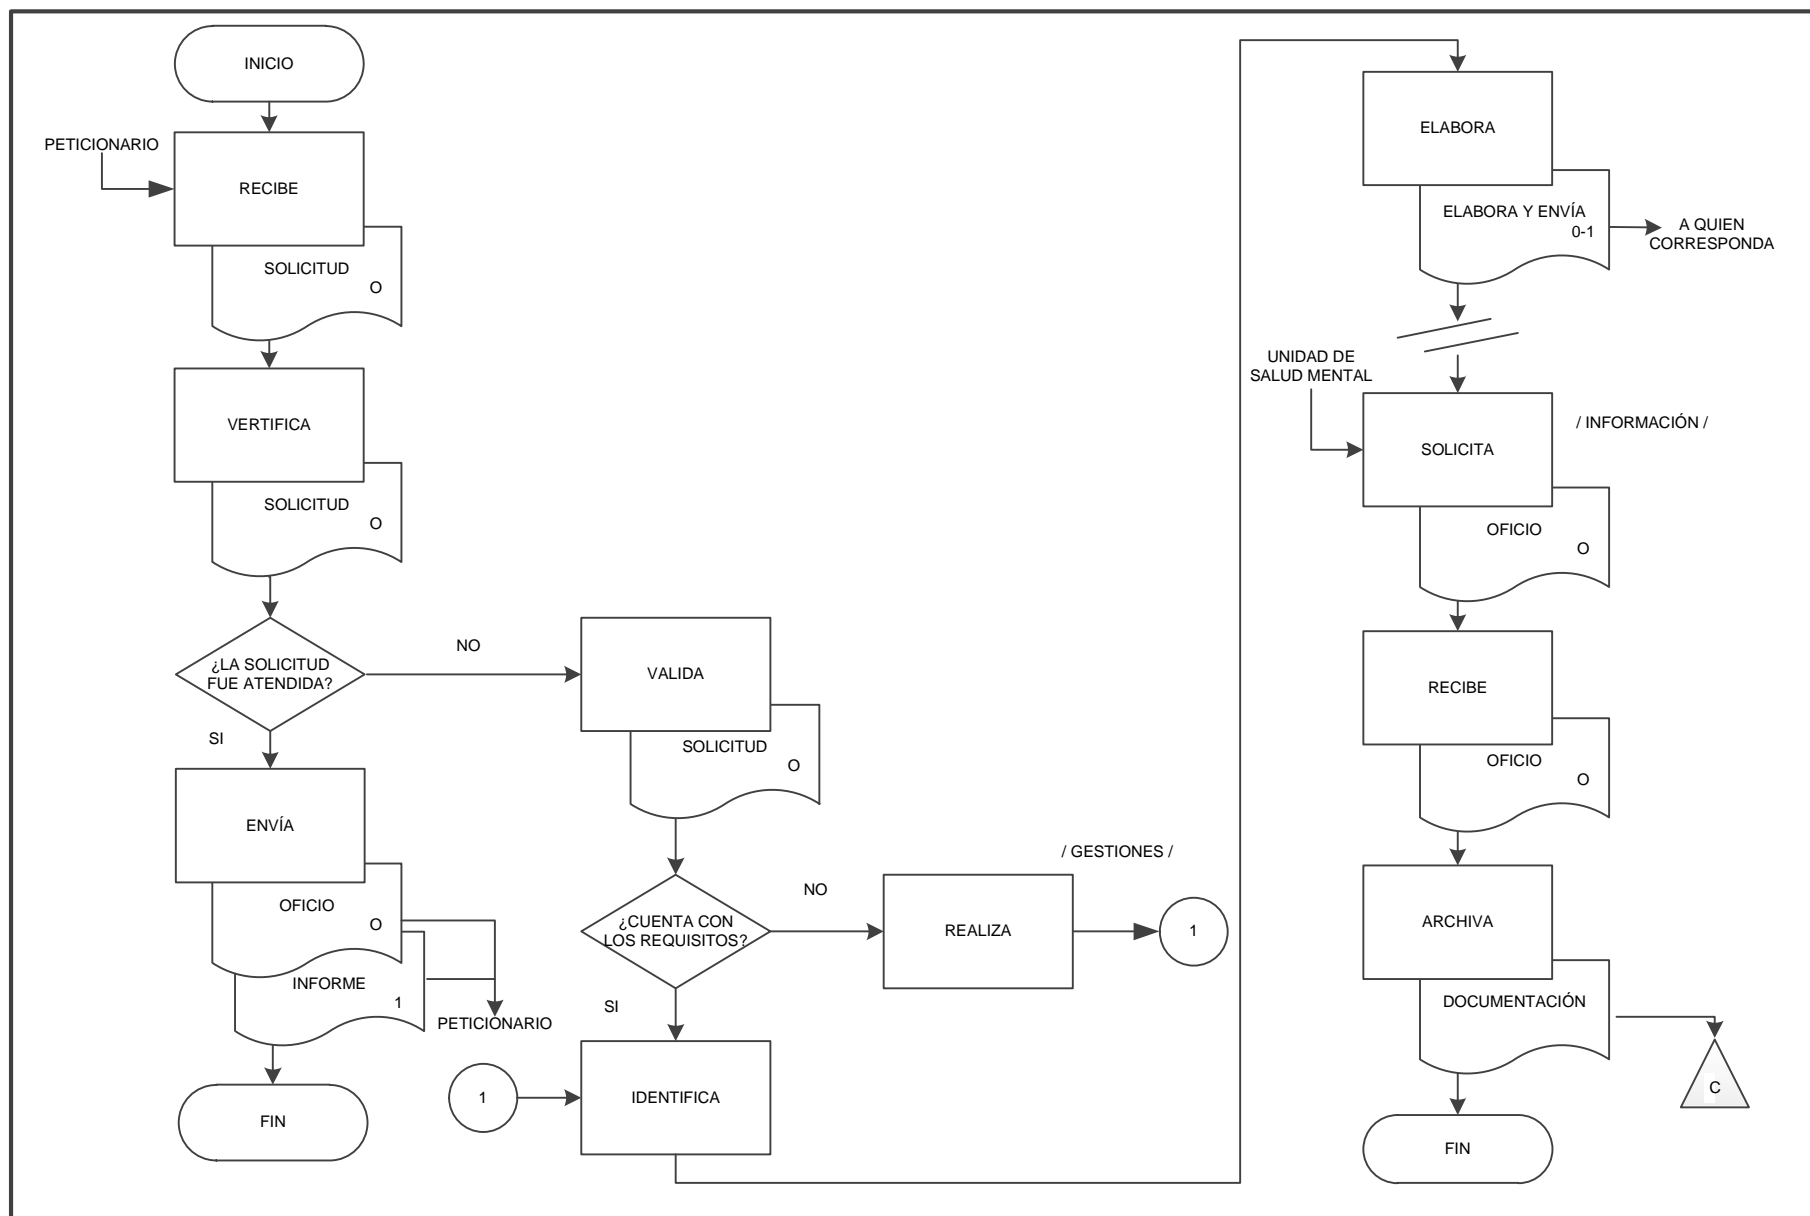 INICIO
PETICIONARIO
RECIBE
SOLICITUD
O
VERTIFICA
SOLICITUD
O
¿LA SOLICITUD
FUE ATENDIDA?
NO
SI
ENVÍA
OFICIO
O
INFORME
1
PETICIONARIO
FIN
VALIDA
SOLICITUD
O
¿CUENTA CON
LOS REQUISITOS?
NO
/ GESTIONES /
REALIZA
1
SI
1
IDENTIFICA
ELABORA
ELABORA Y ENVÍA
0-1
A QUIEN
CORRESPONDA
UNIDAD DE
SALUD MENTAL
/ INFORMACIÓN /
SOLICITA
OFICIO
O
RECIBE
OFICIO
O
ARCHIVA
DOCUMENTACIÓN
C
FIN